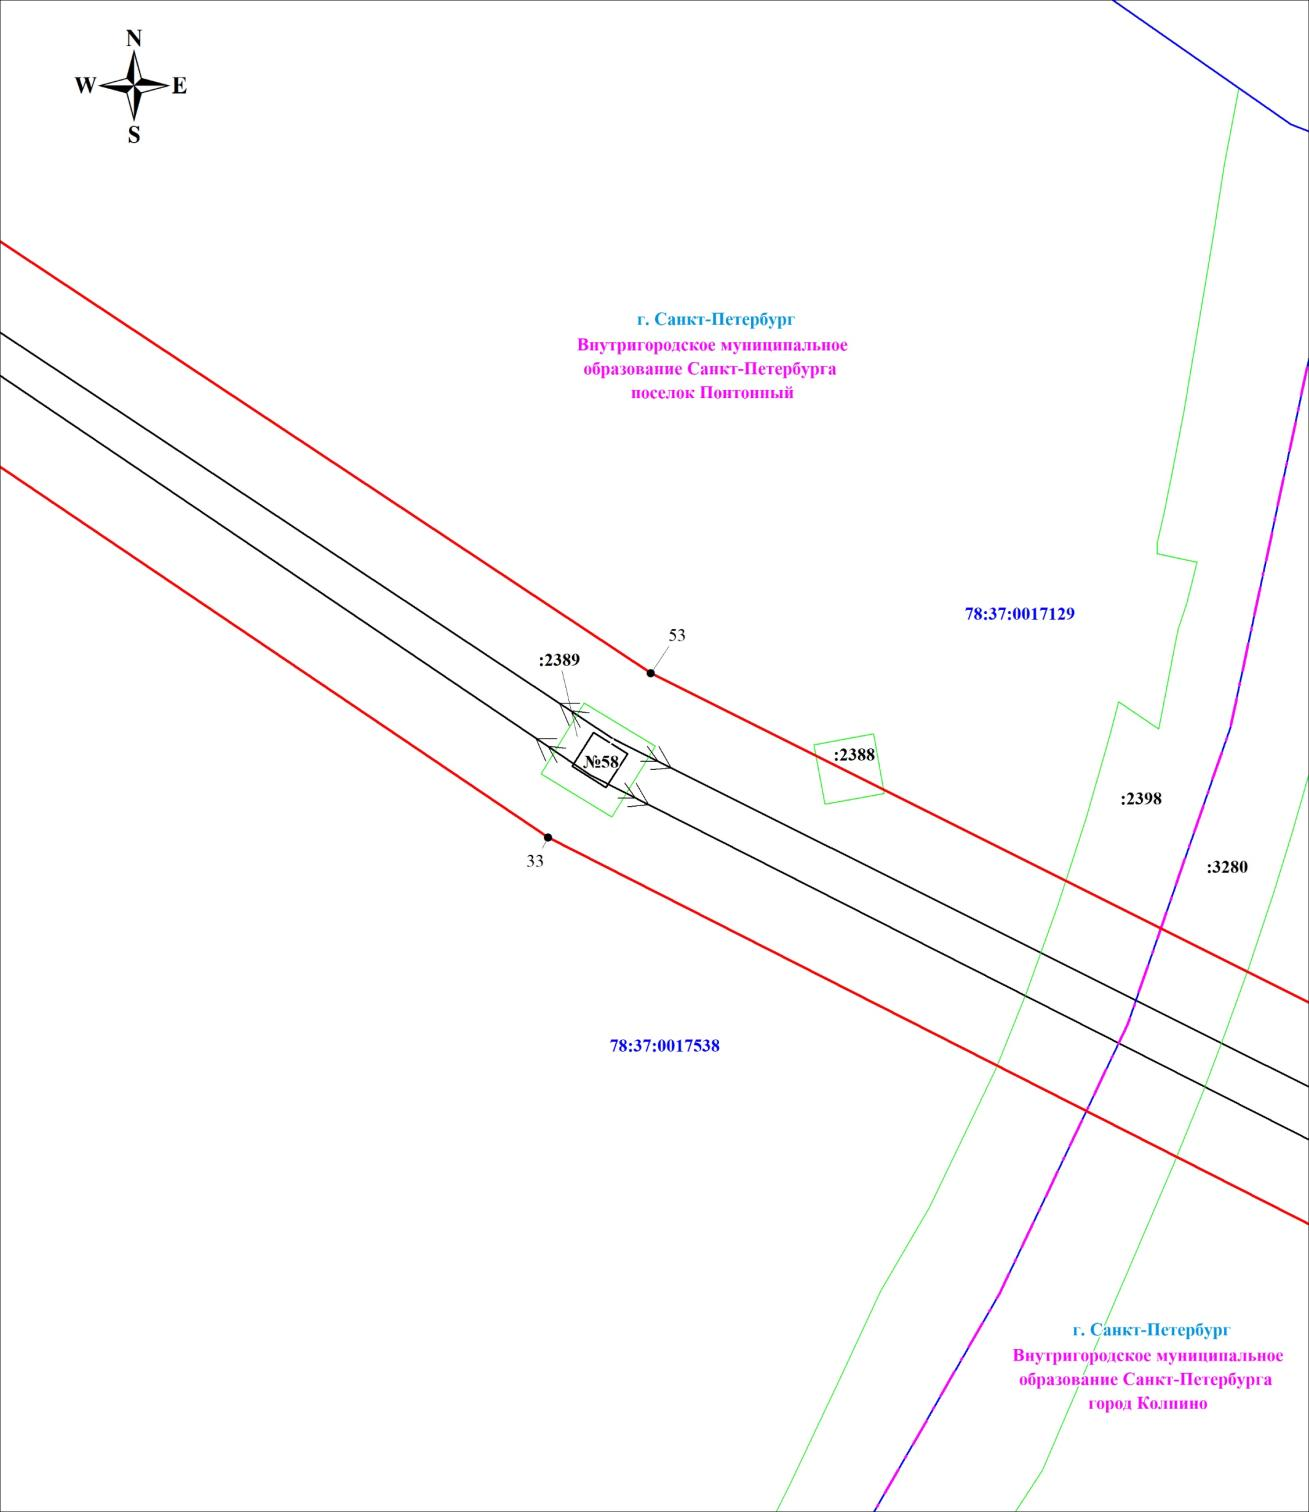 N
W E
S
г. Санкт-Петербург
Внутригородское муниципальное
образование Санкт-Петербурга
поселок Понтонный
78:37:0017129
53
:2389
:2388
№58
:2398
33
:3280
78:37:0017538
г. Санкт-Петербург
Внутригородское муниципальное
образование Санкт-Петербурга
город Колпино